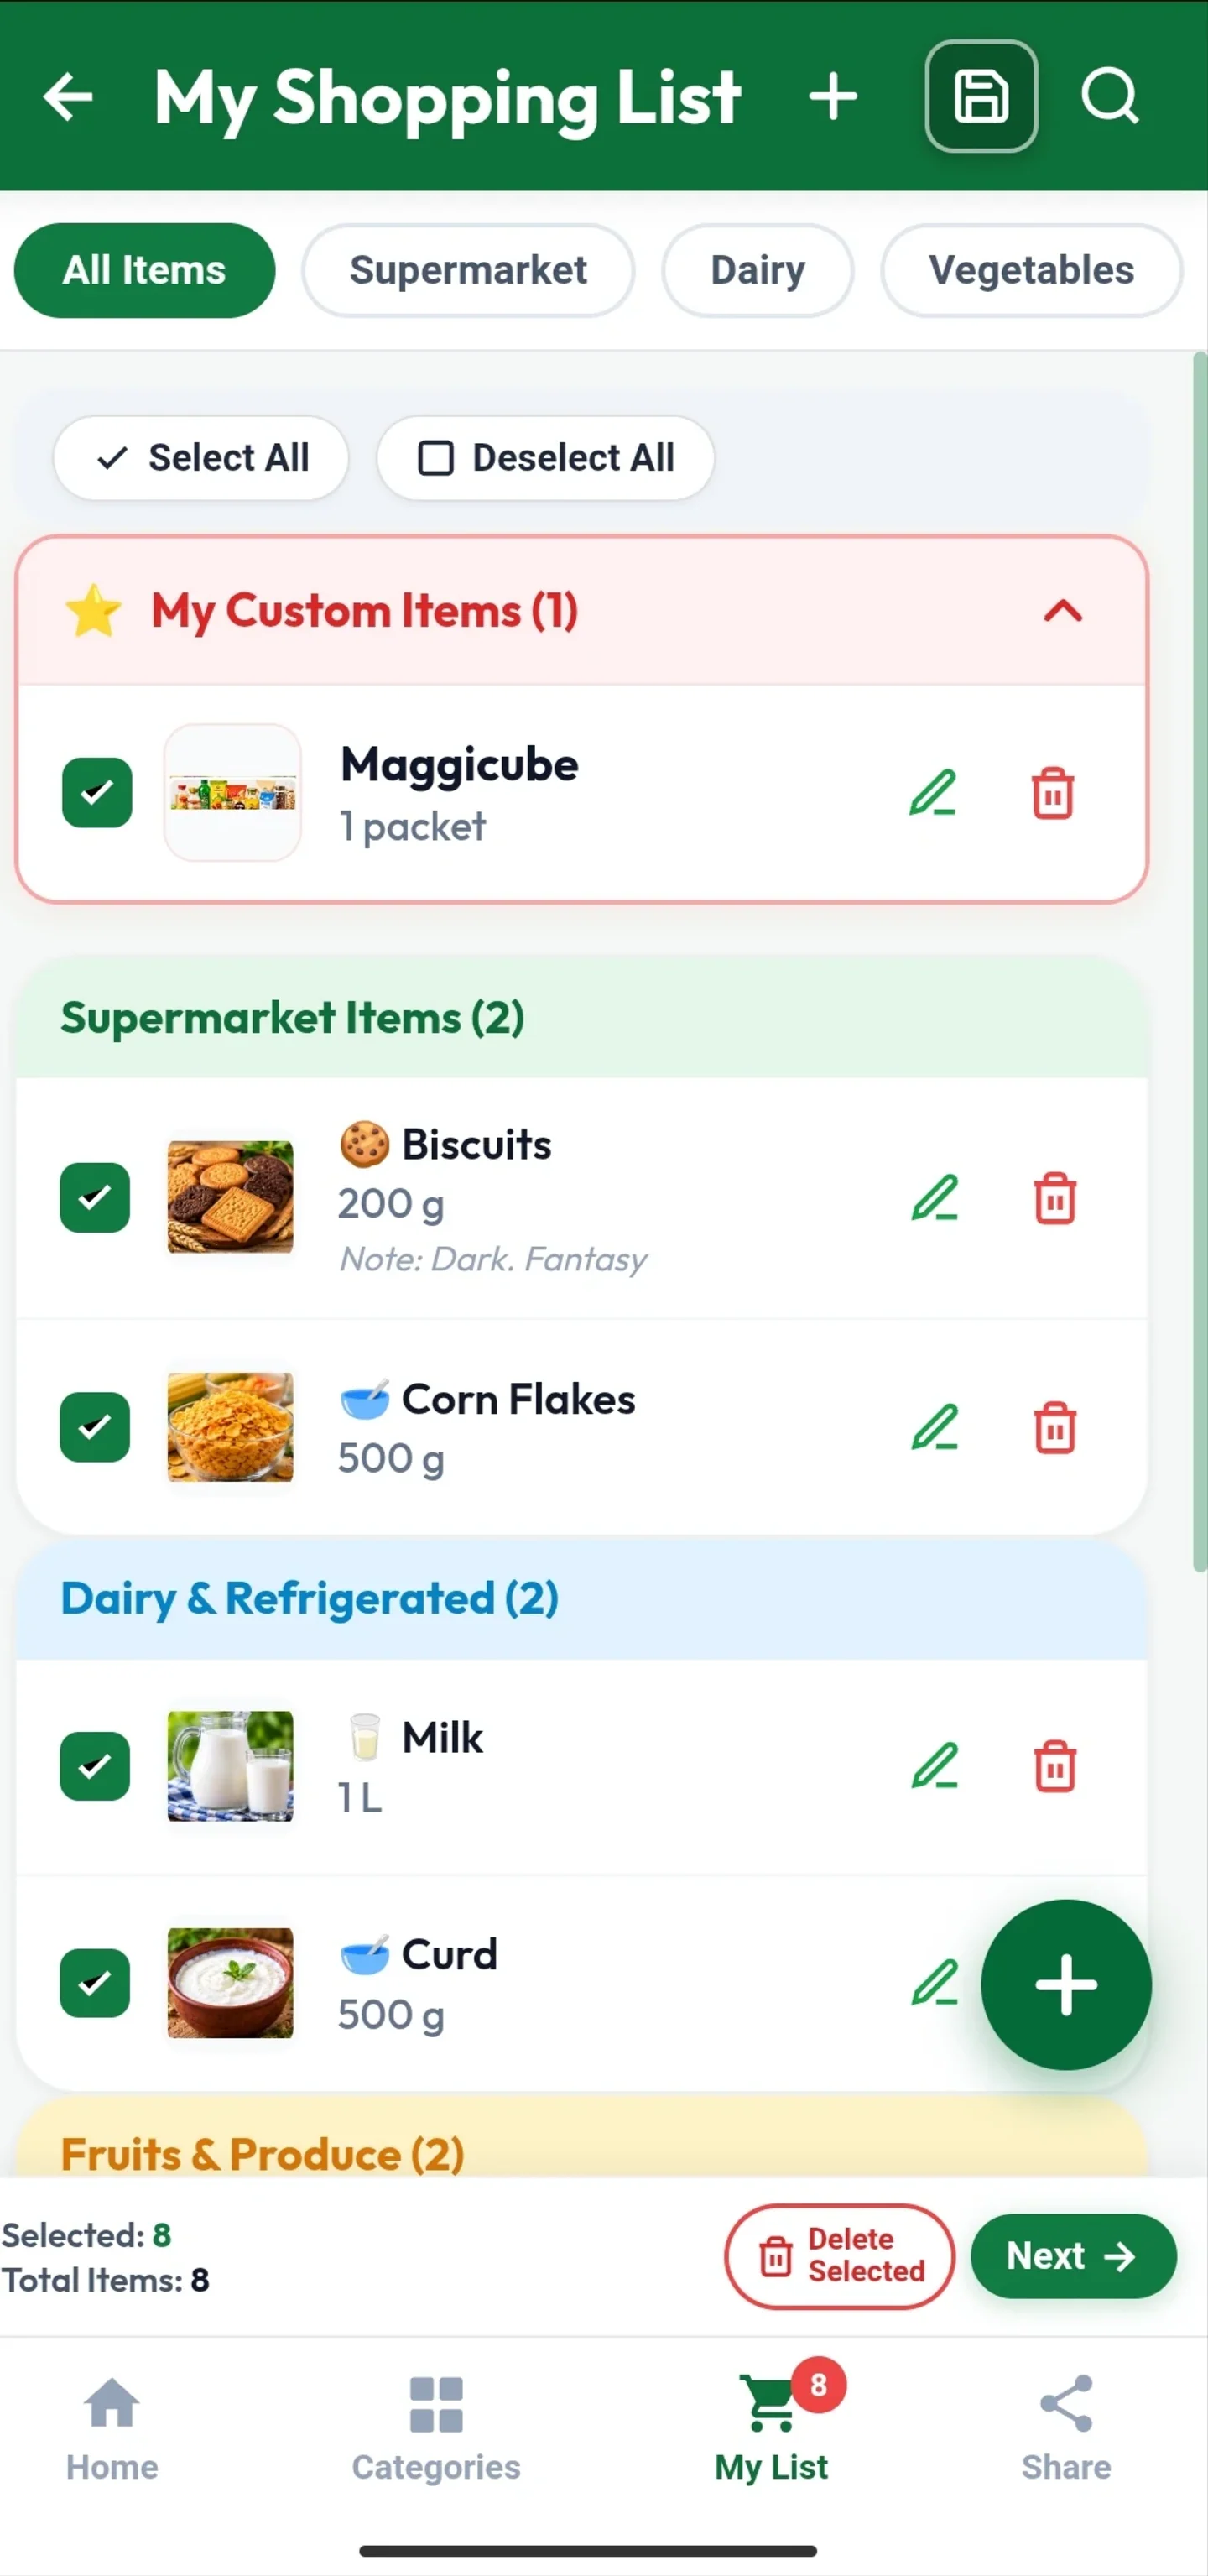 My Shopping List
All Items
Supermarket
Dairy
Vegetables
Select All
Deselect All
My Custom Items (1)
Maggicube
1 packet
Supermarket Items (2)
Biscuits
200 g
Note: Dark. Fantasy
Corn Flakes
500 g
Dairy & Refrigerated (2)
Milk
1 L
Curd
500 g
Fruits & Produce (2)
Selected: 8
Total Items: 8
Delete
Selected
Next
8
Home
Categories
My List
Share